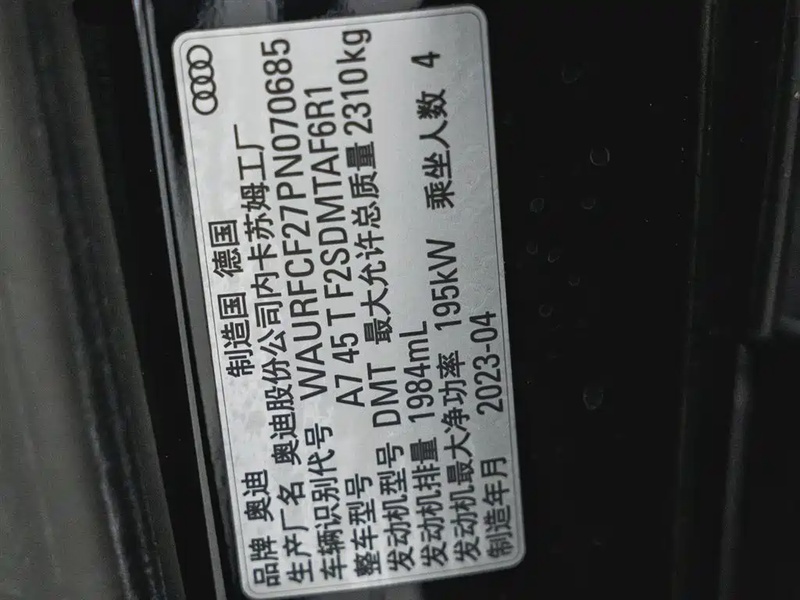 品牌 奥迪 制造国 德国
生产厂名 奥迪股份公司内卡苏姆工厂
车辆识别代号 WAURFCF27PN070685
整车型号 A7 45 T F2SDMTAF6R1
发动机型号 DMT 最大允许总质量 2310kg
发动机排量 1984mL
发动机最大净功率 195kW 乘坐人数 4
制造年月 2023-04